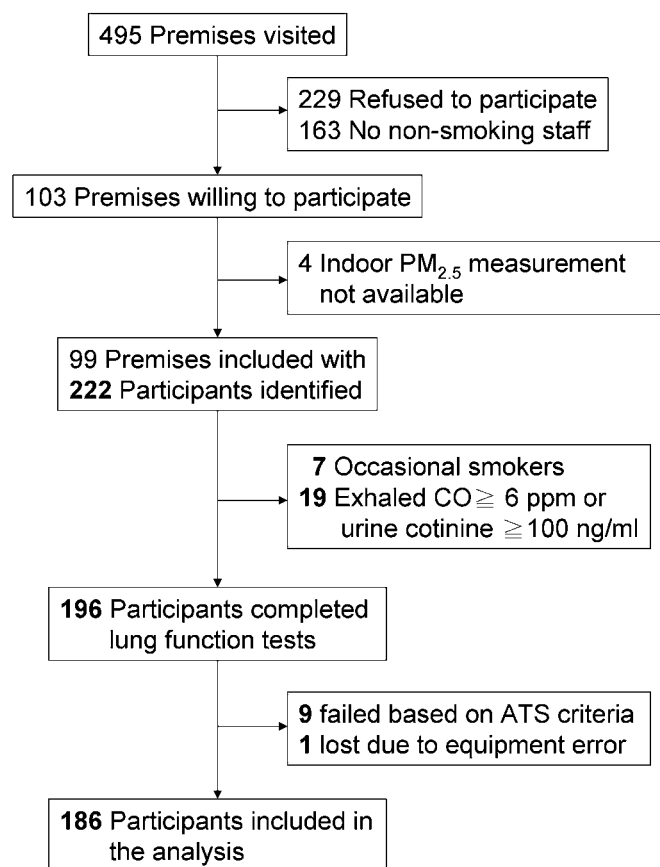 495 Premises visited
229 Refused to participate
163 No non-smoking staff
103 Premises willing to participate
4 Indoor PM2.5 measurement
not available
99 Premises included with
222 Participants identified
7 Occasional smokers
19 Exhaled CO≧ 6 ppm or
urine cotinine ≧100 ng/ml
196 Participants completed
lung function tests
9 failed based on ATS criteria
1 lost due to equipment error
186 Participants included in
the analysis